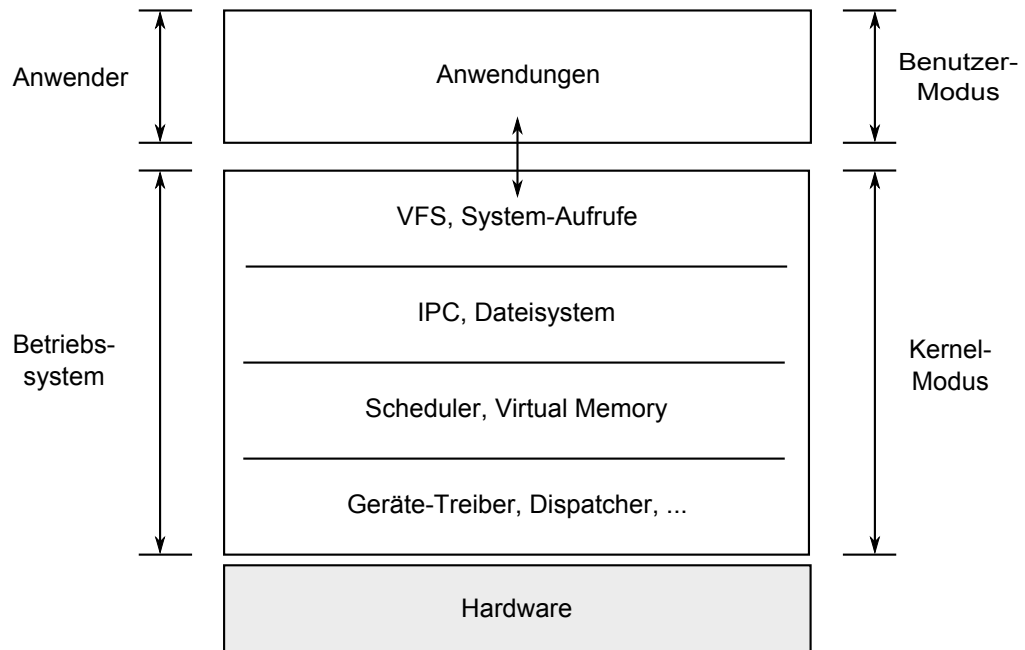 Anwender
Anwendungen
Benutzer-
Modus
VFS, System-Aufrufe
IPC, Dateisystem
Betriebs-
system
Kernel-
Modus
Scheduler, Virtual Memory
Geräte-Treiber, Dispatcher, ...
Hardware